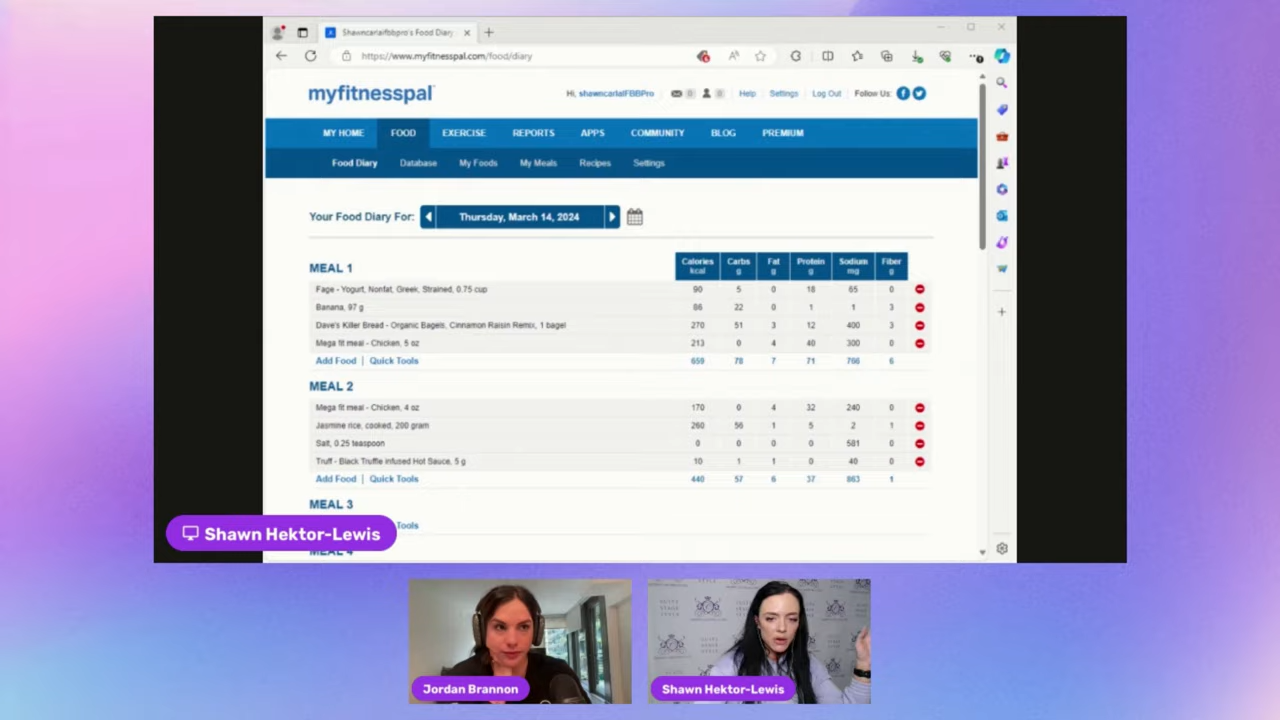 Shawncarlaifbbpro's Food Diary
https://www.myfitnesspal.com/food/diary
myfitnesspal
Hi, shawncarlaIFBBPro 0 0 Help Settings Log Out Follow Us:
MY HOME FOOD EXERCISE REPORTS APPS COMMUNITY BLOG PREMIUM
Food Diary Database My Foods My Meals Recipes Settings
Your Food Diary For: Thursday, March 14, 2024
MEAL 1 Calories kcal Carbs g Fat g Protein g Sodium mg Fiber g
Fage - Yogurt, Nonfat, Greek, Strained, 0.75 cup 90 5 0 18 65 0
Banana, 97 g 86 22 0 1 1 3
Dave's Killer Bread - Organic Bagels, Cinnamon Raisin Remix, 1 bagel 270 51 3 12 400 3
Mega fit meal - Chicken, 5 oz 213 0 4 40 300 0
Add Food | Quick Tools 659 78 7 71 766 6
MEAL 2
Mega fit meal - Chicken, 4 oz 170 0 4 32 240 0
Jasmine rice, cooked, 200 gram 260 56 1 5 2 1
Salt, 0.25 teaspoon 0 0 0 0 581 0
Truff - Black Truffle infused Hot Sauce, 5 g 10 1 1 0 40 0
Add Food | Quick Tools 440 57 6 37 863 1
MEAL 3
Tools
MEAL 4
Shawn Hektor-Lewis
Jordan Brannon
Shawn Hektor-Lewis